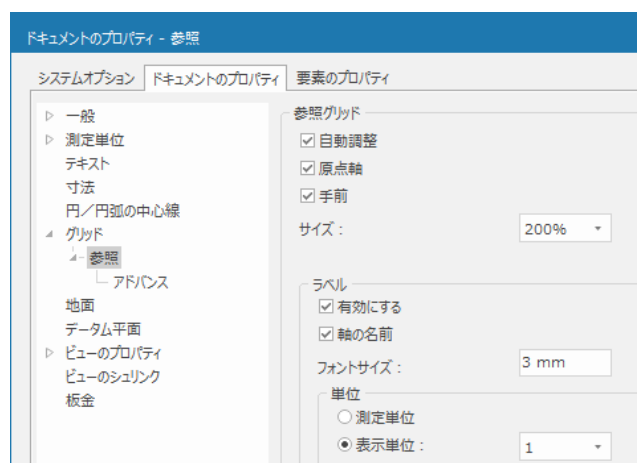 ドキュメントのプロパティ - 参照
システムオプション ドキュメントのプロパティ 要素のプロパティ
一般
測定単位
テキスト
寸法
円／円弧の中心線
グリッド
参照
アドバンス
地面
データム平面
ビューのプロパティ
ビューのシュリンク
板金
参照グリッド
自動調整
原点軸
手前
サイズ： 200%
ラベル
有効にする
軸の名前
フォントサイズ： 3 mm
単位
測定単位
表示単位： 1